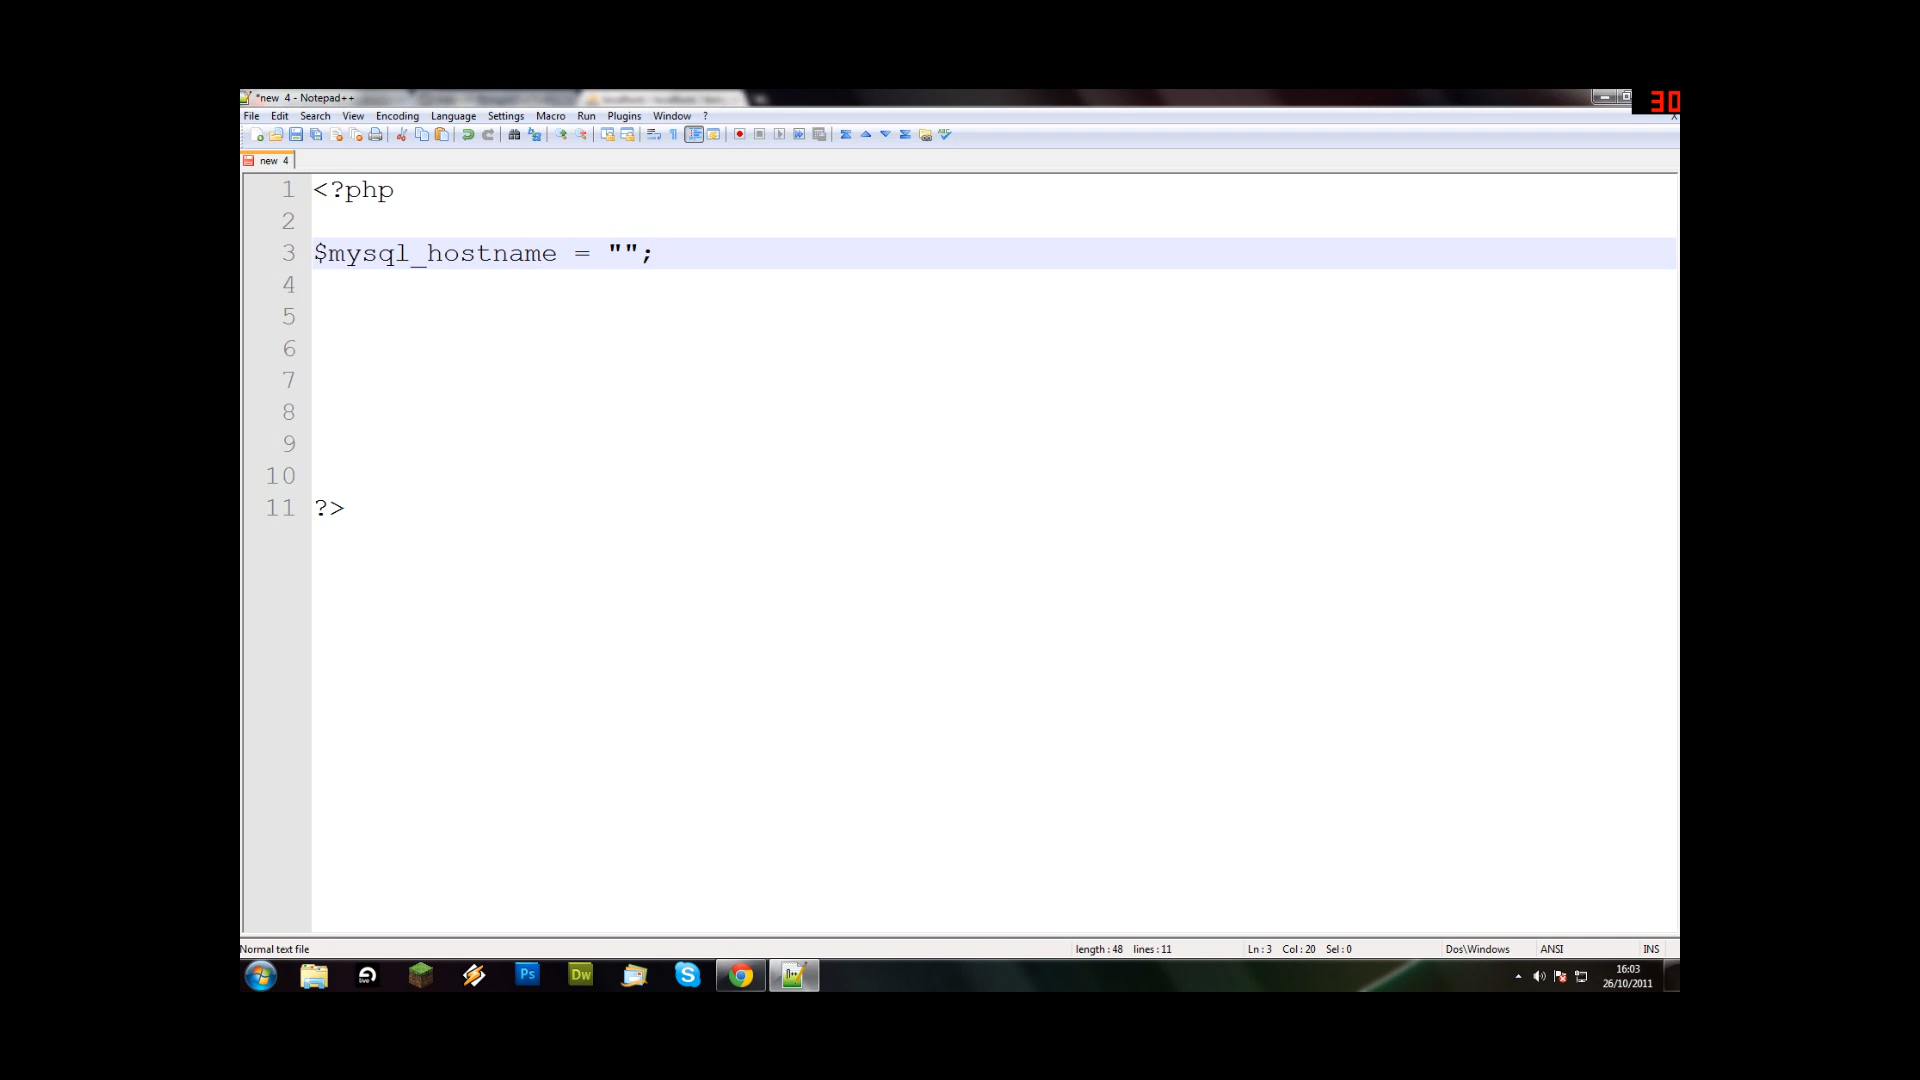 *new 4 - Notepad++
30
File Edit Search View Encoding Language Settings Macro Run Plugins Window ?
X
new 4
1 <?php
2
3 $mysql_hostname = "";
4
5
6
7
8
9
10
11 ?>
Normal text file length : 48 lines : 11 Ln : 3 Col : 20 Sel : 0 Dos\Windows ANSI INS
live Ps Dw S n++ 16:03
26/10/2011